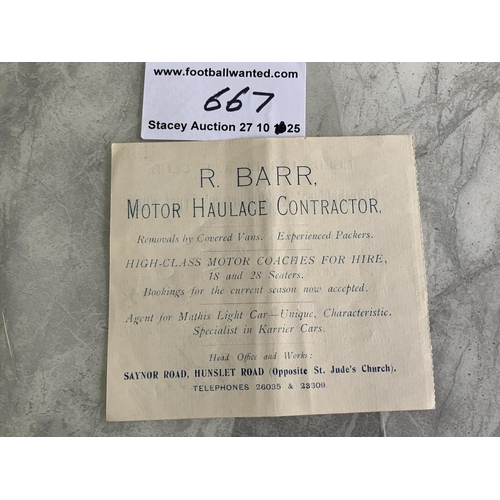 www.footballwanted.com
667
Stacey Auction 27 10 25
R. BARR,
MOTOR HAULAGE CONTRACTOR,
Removals by Covered Vans. Experienced Packers.
HIGH-CLASS MOTOR COACHES FOR HIRE,
18 and 28 Seaters.
Bookings for the current season now accepted.
Agent for Mathis Light Car—Unique, Characteristic.
Specialist in Karrier Cars.
Head Office and Works:
SAYNOR ROAD, HUNSLET ROAD (Opposite St. Jude's Church).
TELEPHONES 26035 & 23309